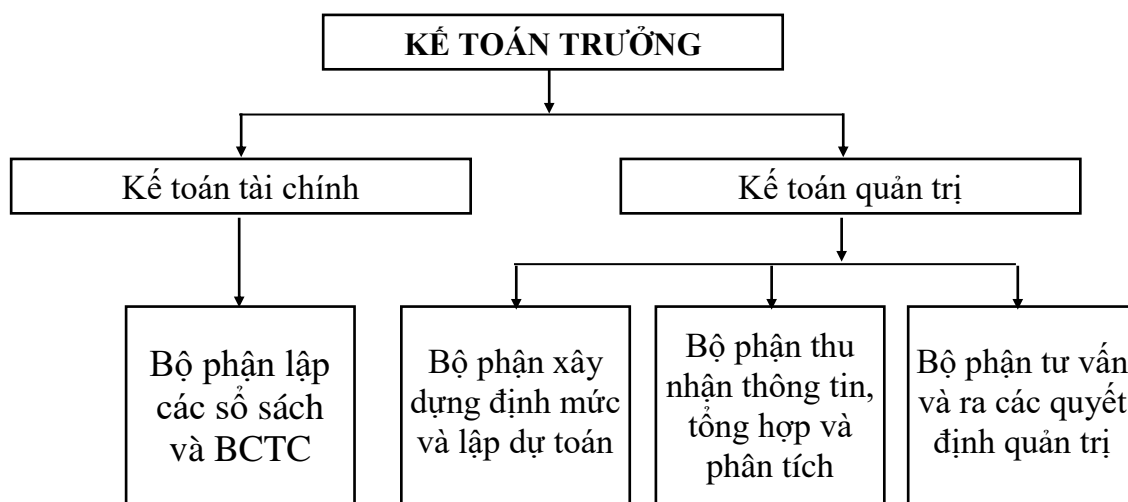 KẾ TOÁN TRƯỞNG
Kế toán tài chính
Kế toán quản trị
Bộ phận lập
các sổ sách
và BCTC
Bộ phận xây
dựng định mức
và lập dự toán
Bộ phận thu
nhận thông tin,
tổng hợp và
phân tích
Bộ phận tư vấn
và ra các quyết
định quản trị